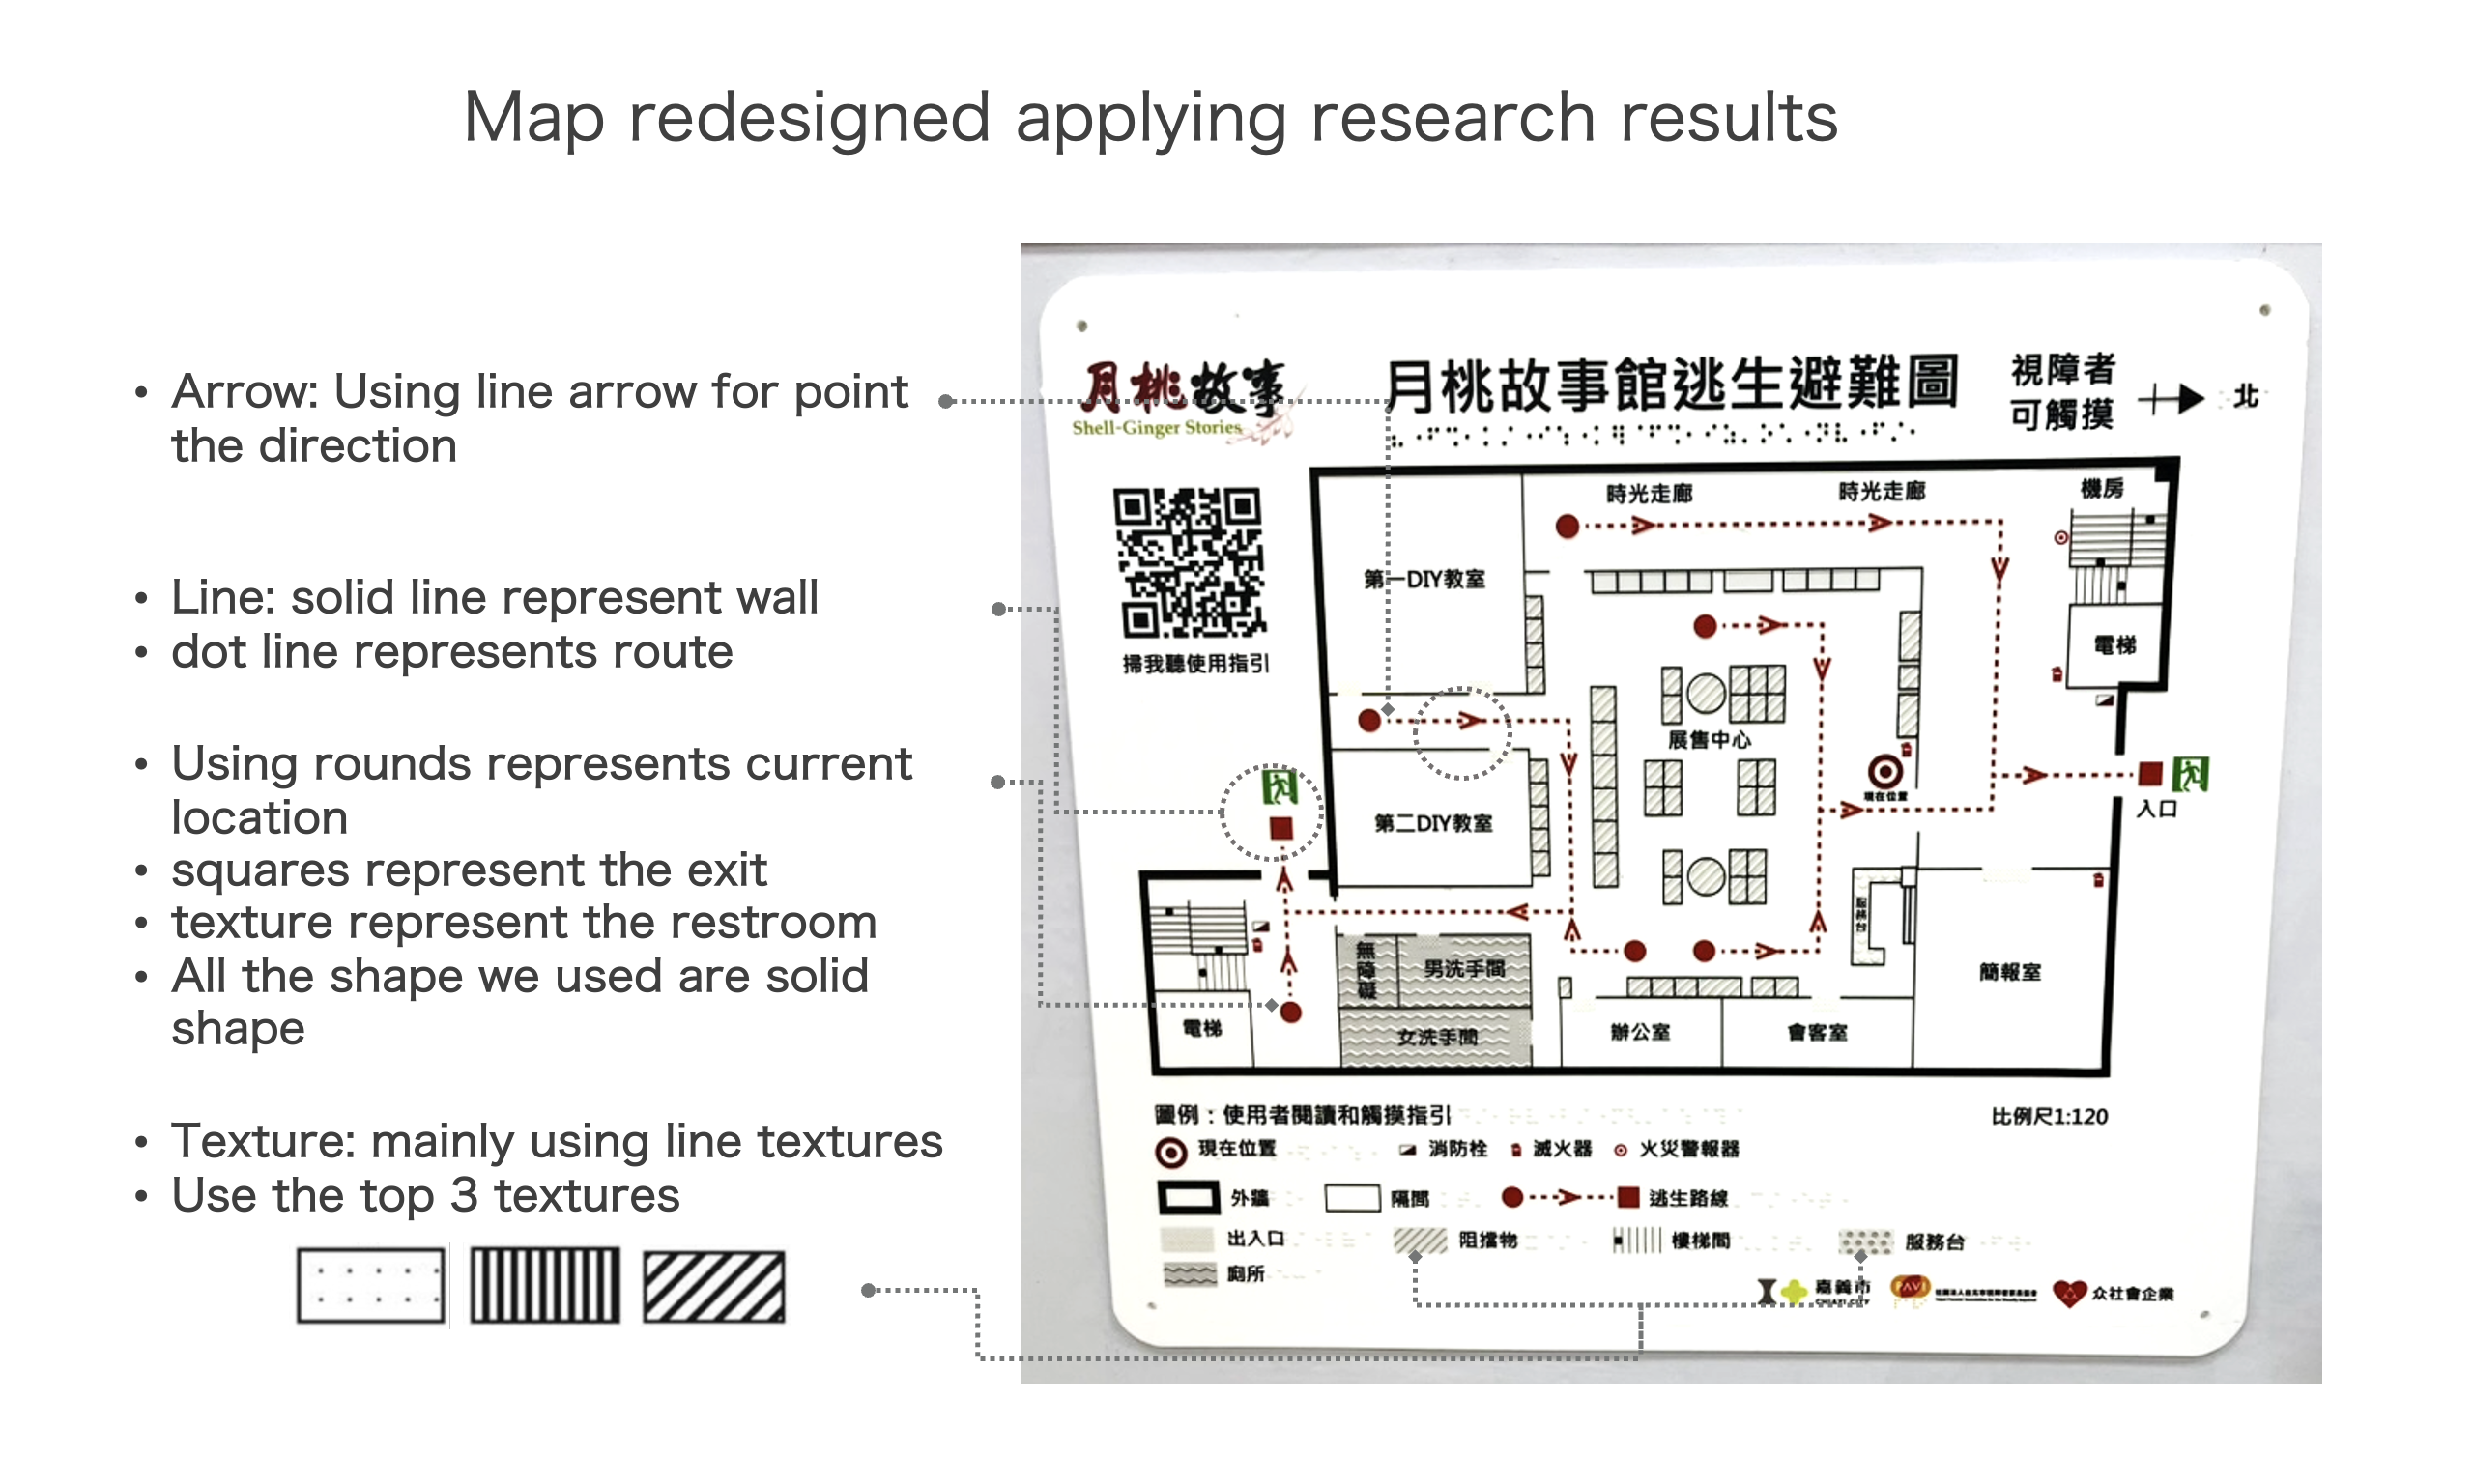 Map redesigned applying research results
• Arrow: Using line arrow for point
the direction
• Line: solid line represent wall
• dot line represents route
• Using rounds represents current
location
• squares represent the exit
• texture represent the restroom
• All the shape we used are solid
shape
• Texture: mainly using line textures
• Use the top 3 textures
月桃故事
Shell-Ginger Stories
月桃故事館逃生避難圖
視障者
可觸摸
北
掃我聽使用指引
時光走廊
時光走廊
機房
第一DIY教室
電梯
展售中心
現在位置
入口
第二DIY教室
服務台
無障礙
男洗手間
女洗手間
電梯
辦公室
會客室
簡報室
圖例：使用者閱讀和觸摸指引
比例尺1:120
現在位置
消防栓
滅火器
火災警報器
外牆
隔間
逃生路線
出入口
阻擋物
樓梯間
服務台
廁所
嘉義市
CHIAYI CITY
PAVI
众社會企業